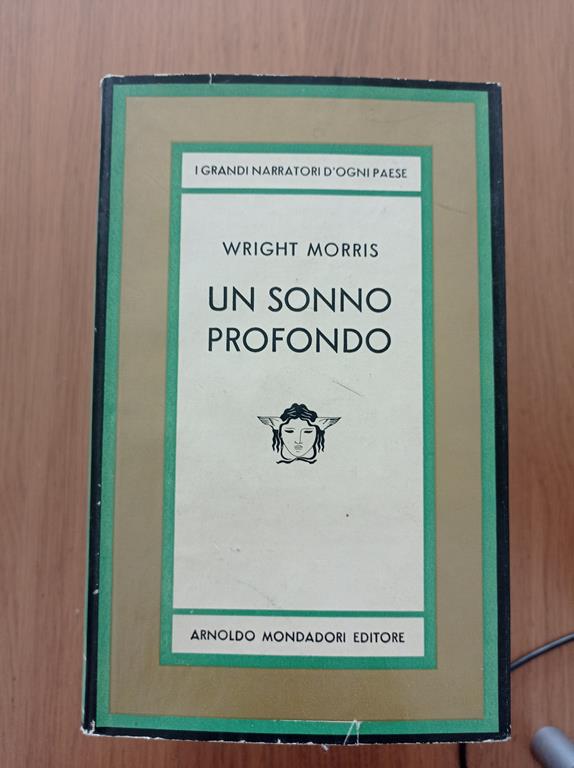 I GRANDI NARRATORI D'OGNI PAESE
WRIGHT MORRIS
UN SONNO
PROFONDO
ARNOLDO MONDADORI EDITORE